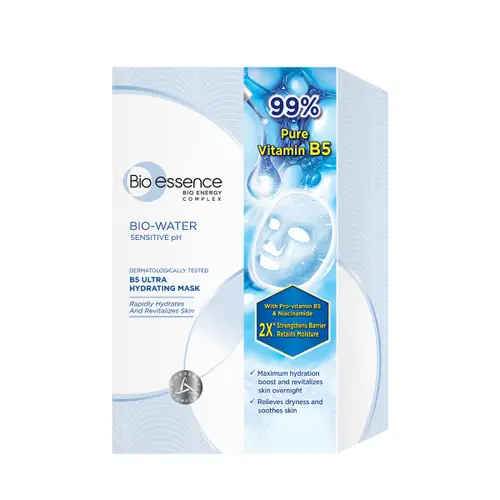 Bio essence
BIO ENERGY
COMPLEX
BIO-WATER
SENSITIVE pH
DERMATOLOGICALLY TESTED
B5 ULTRA
HYDRATING MASK
Rapidly Hydrates
And Revitalizes Skin
99%
Pure
Vitamin B5
With Pro-vitamin B5
& Niacinamide
2X* Strengthens Barrier
Retains Moisture
✓ Maximum hydration
boost and revitalizes
skin overnight
✓ Relieves dryness and
soothes skin